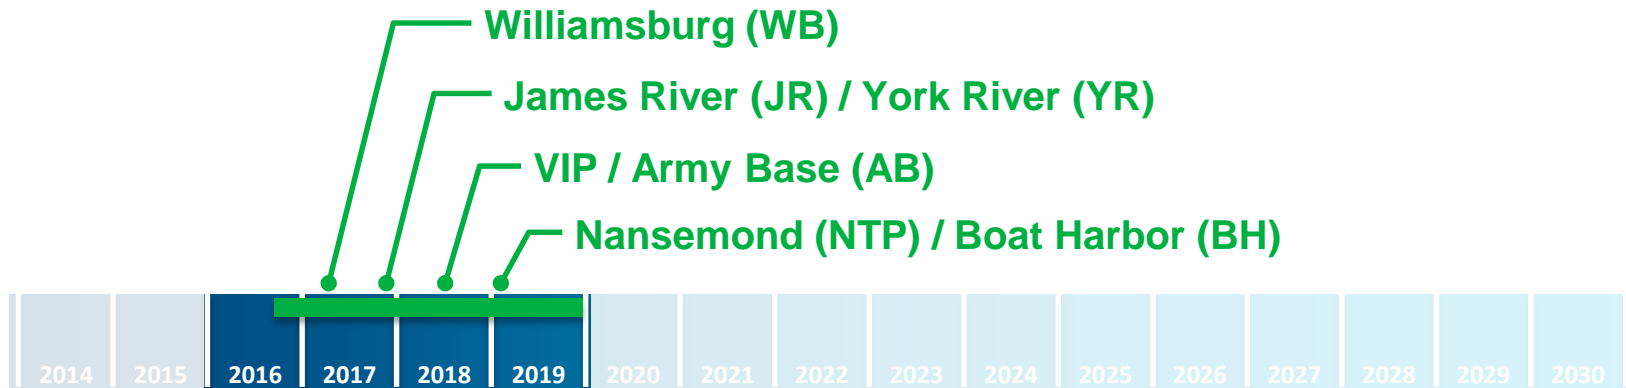 Williamsburg (WB)
James River (JR) / York River (YR)
VIP / Army Base (AB)
Nansemond (NTP) / Boat Harbor (BH)
2014 2015 2016 2017 2018 2019 2020 2021 2022 2023 2024 2025 2026 2027 2028 2029 2030